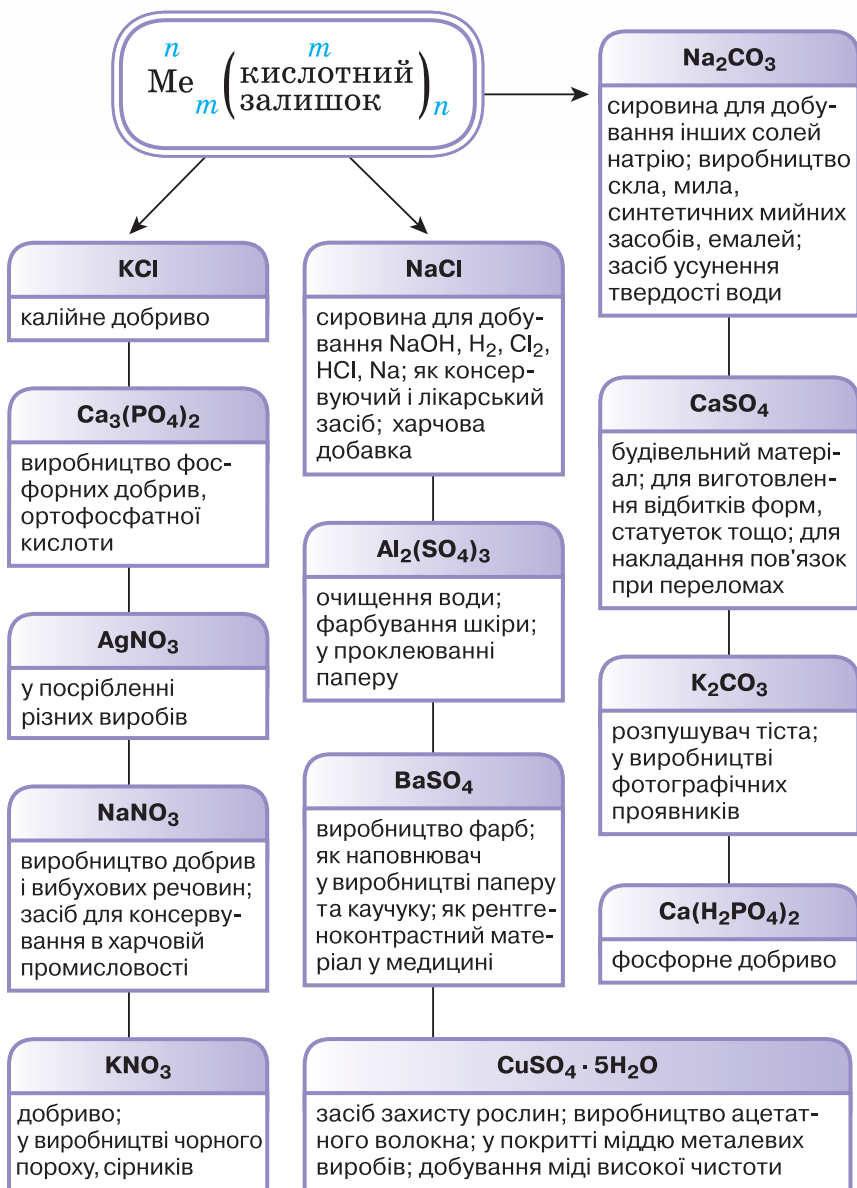 n m
Me m (кислотний
залишок) n
KCl
калійне добриво
Ca₃(PO₄)₂
виробництво фос-
форних добрив,
ортофосфатної
кислоти
AgNO₃
у посрібленні
різних виробів
NaNO₃
виробництво добрив
і вибухових речовин;
засіб для консерву-
вання в харчовій
промисловості
KNO₃
добриво;
у виробництві чорного
пороху, сірників
NaCl
сировина для добу-
вання NaOH, H₂, Cl₂,
HCl, Na; як консер-
вуючий і лікарський
засіб; харчова
добавка
Al₂(SO₄)₃
очищення води;
фарбування шкіри;
у проклеюванні
паперу
BaSO₄
виробництво фарб;
як наповнювач
у виробництві паперу
та каучуку; як рентге-
ноконтрастний мате-
ріал у медицині
CuSO₄ · 5H₂O
засіб захисту рослин; виробництво ацетат-
ного волокна; у покритті міддю металевих
виробів; добування міді високої чистоти
Na₂CO₃
сировина для добу-
вання інших солей
натрію; виробництво
скла, мила,
синтетичних мийних
засобів, емалей;
засіб усунення
твердості води
CaSO₄
будівельний матері-
ал; для виготовлен-
ня відбитків форм,
статуеток тощо; для
накладання пов'язок
при переломах
K₂CO₃
розпушувач тіста;
у виробництві
фотографічних
проявників
Ca(H₂PO₄)₂
фосфорне добриво